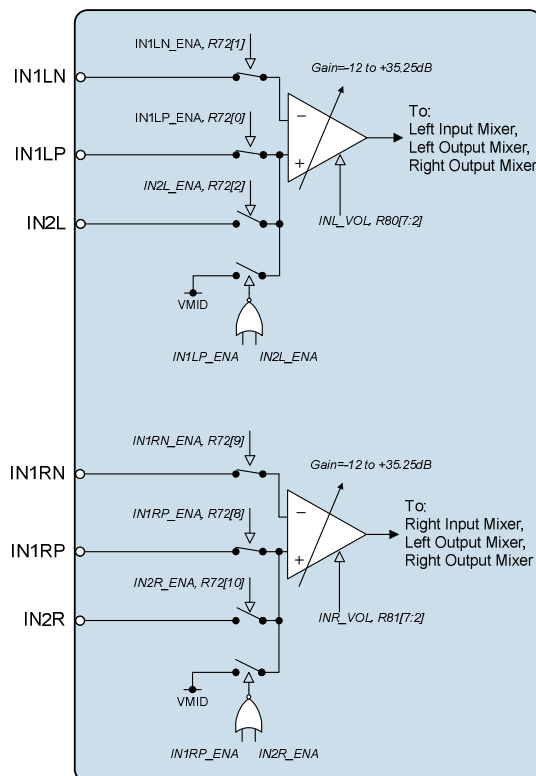 IN1LN_ENA, R72[1]
Gain=-12 to +35.25dB
IN1LN
To:
Left Input Mixer,
Left Output Mixer,
Right Output Mixer
IN1LP_ENA, R72[0]
IN1LP
IN2L_ENA, R72[2]
IN2L
INL_VOL, R80[7:2]
VMID
IN1LP_ENA
IN2L_ENA
IN1RN_ENA, R72[9]
Gain=-12 to +35.25dB
IN1RN
To:
Right Input Mixer,
Left Output Mixer,
Right Output Mixer
IN1RP_ENA, R72[8]
IN1RP
IN2R_ENA, R72[10]
IN2R
INR_VOL, R81[7:2]
VMID
IN1RP_ENA
IN2R_ENA